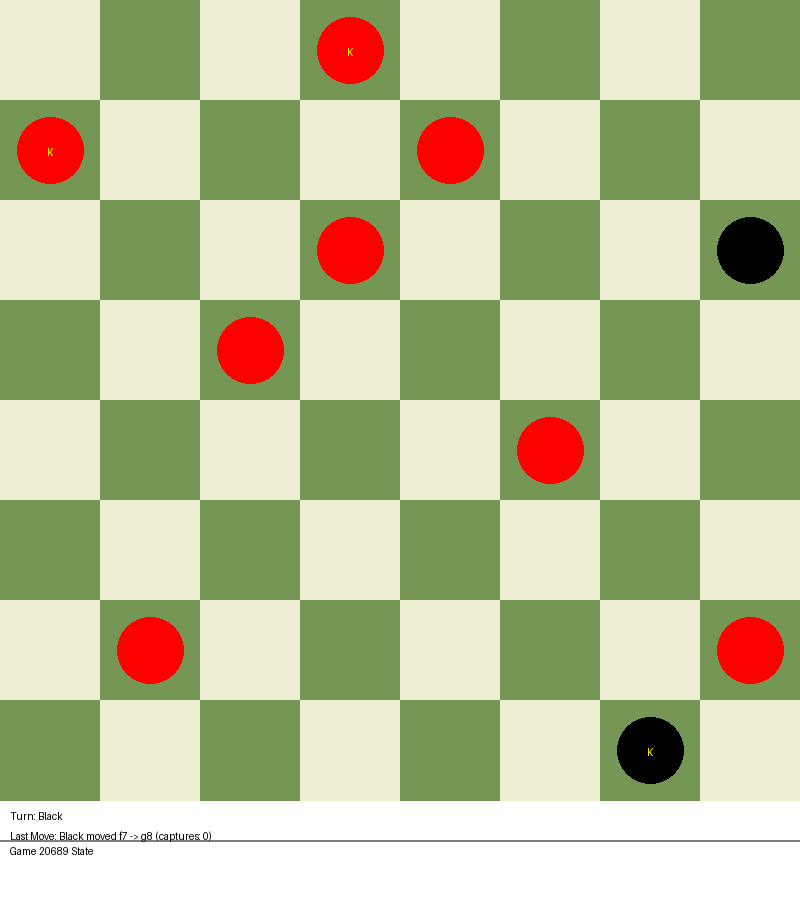 K
K
K
Turn: Black
Last Move: Black moved f7 -> g8 (captures: 0)
Game 20689 State